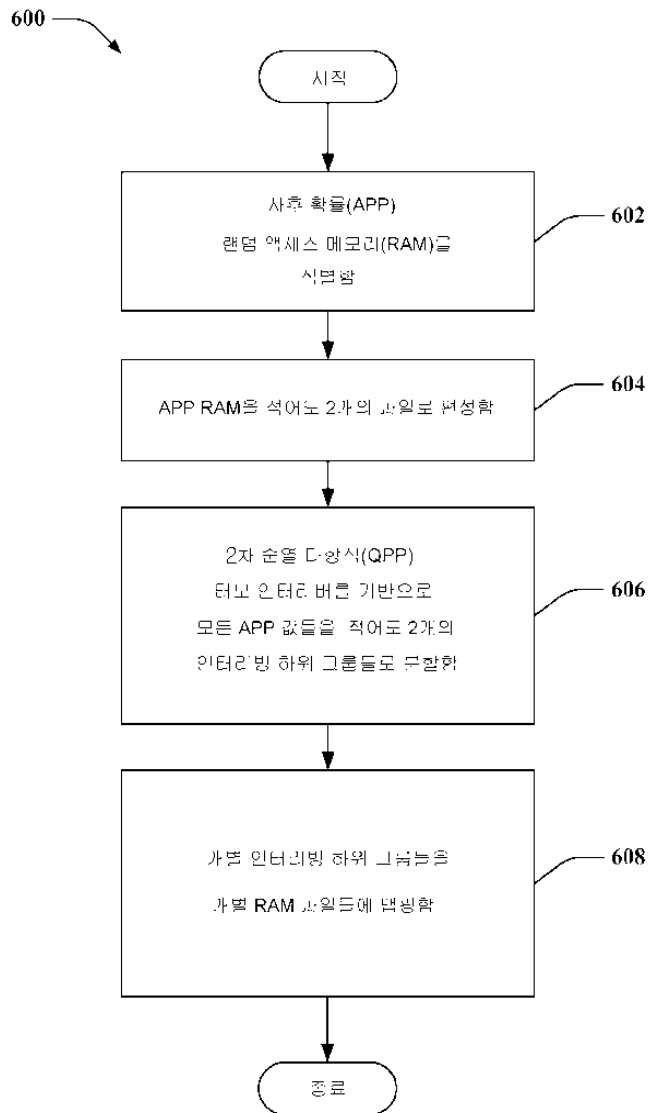 600
시작
사후 확률(APP)
랜덤 액세스 메모리(RAM)를
식별함
602
APP RAM을 적어도 2개의 파일로 편성함
604
2차 순열 다항식(QPP)
터보 인터리버를 기반으로
모든 APP 값들을 적어도 2개의
인터리빙 하위 그룹들로 분할함
606
개별 인터리빙 하위 그룹들을
개별 RAM 파일들에 맵핑함
608
종료